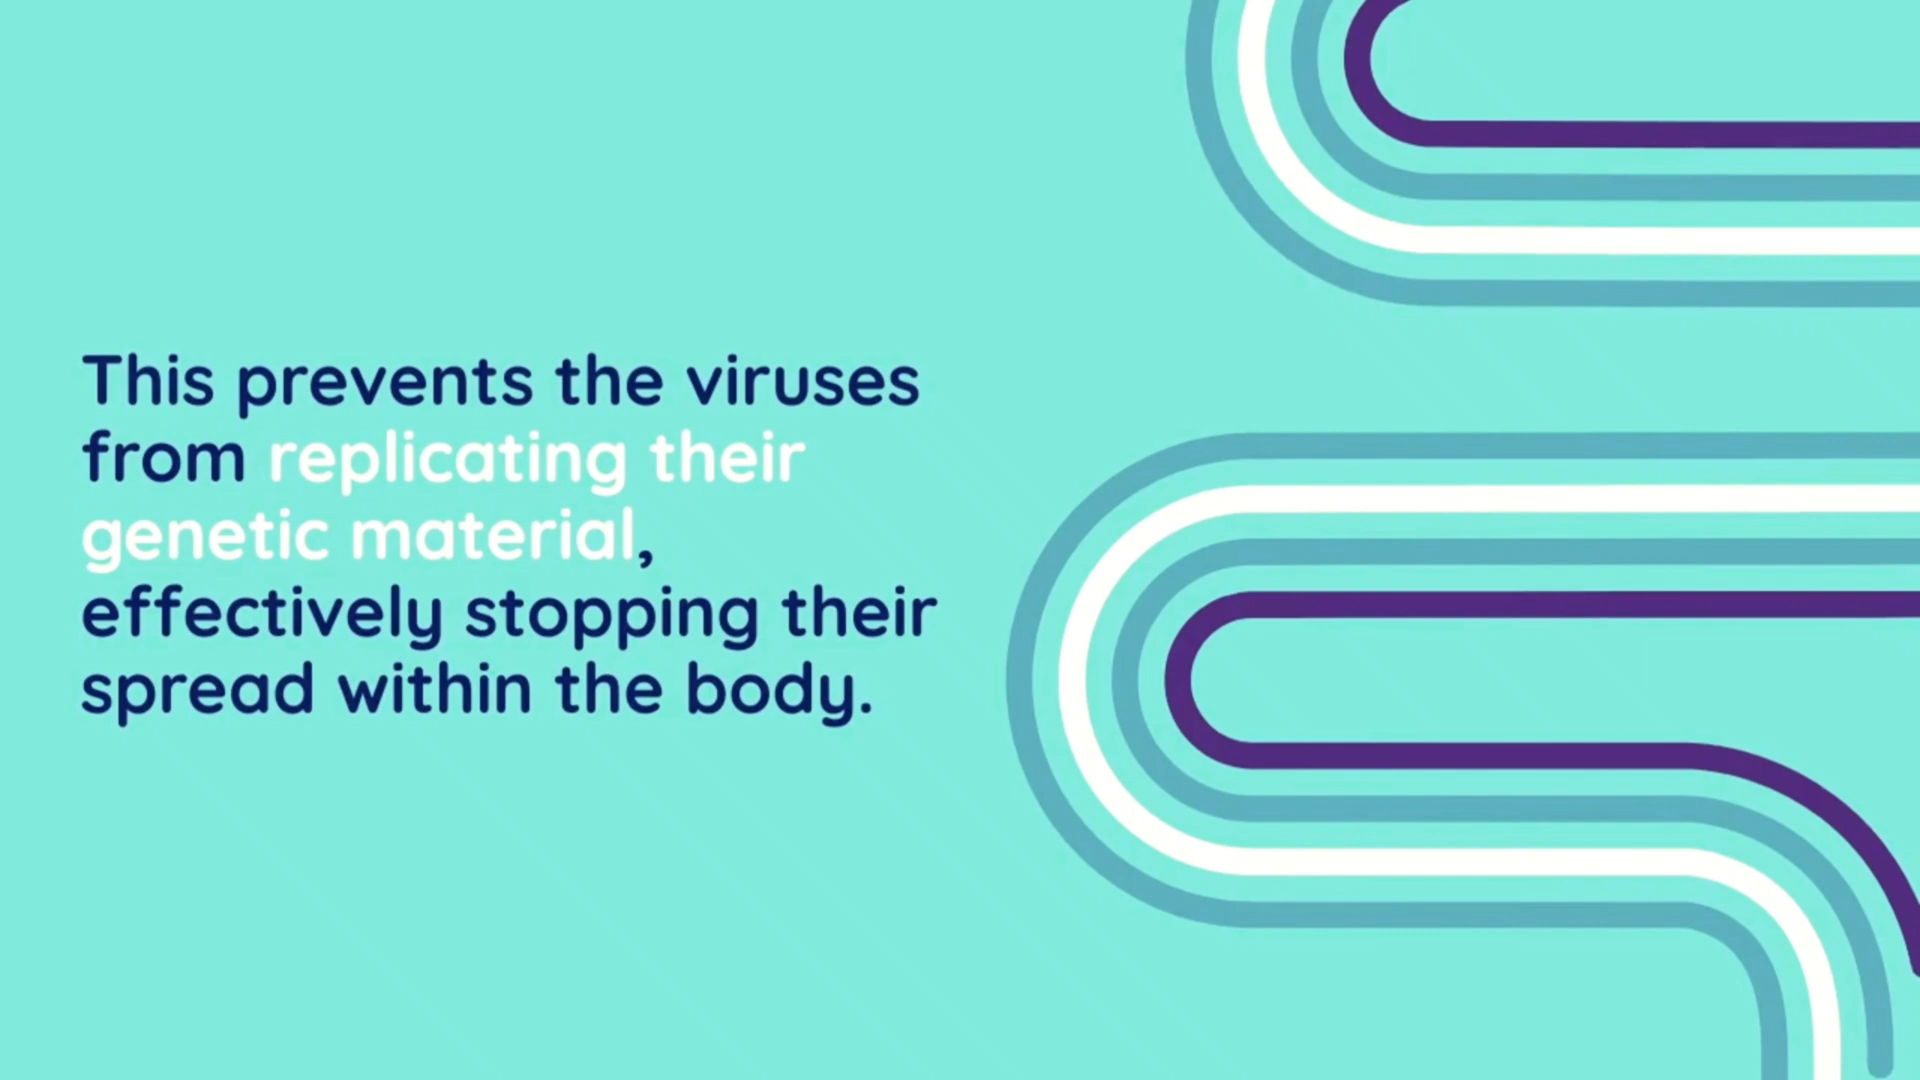 This prevents the viruses
from replicating their
genetic material,
effectively stopping their
spread within the body.